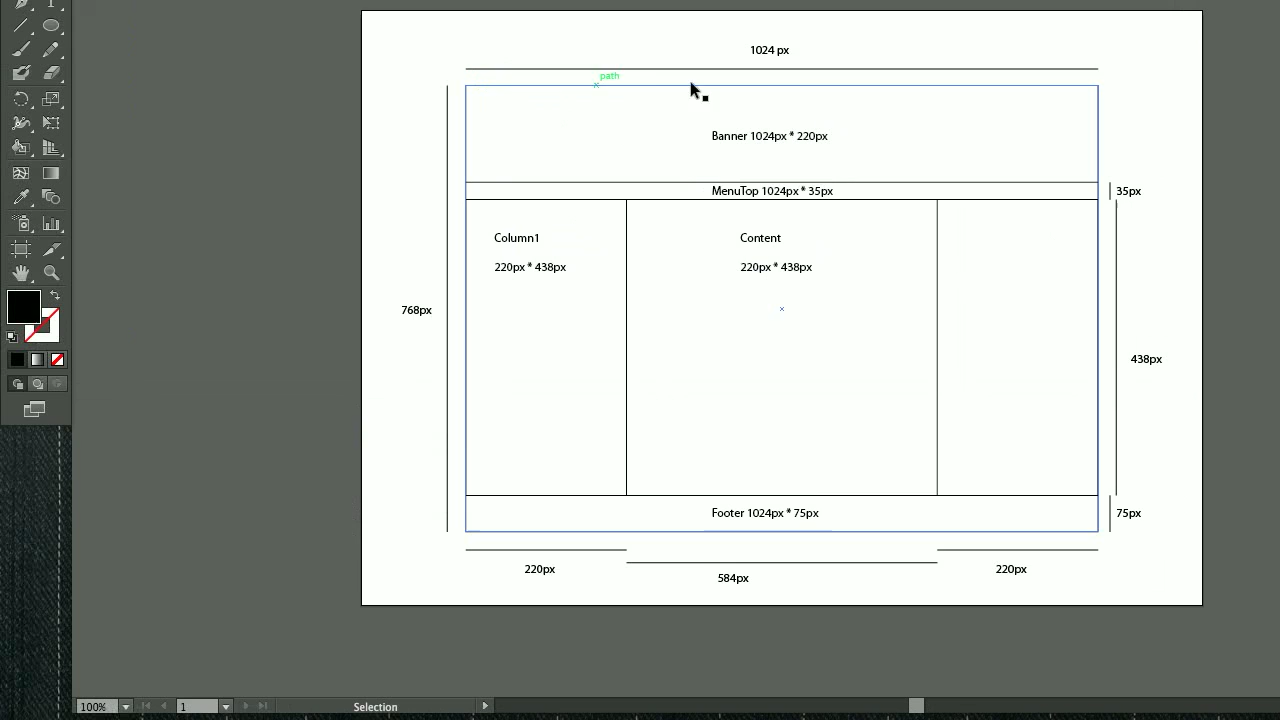 1024 px
path
Banner 1024px * 220px
MenuTop 1024px * 35px
35px
Column1
Content
220px * 438px
220px * 438px
768px
438px
Footer 1024px * 75px
75px
220px
584px
220px
100%
1
Selection